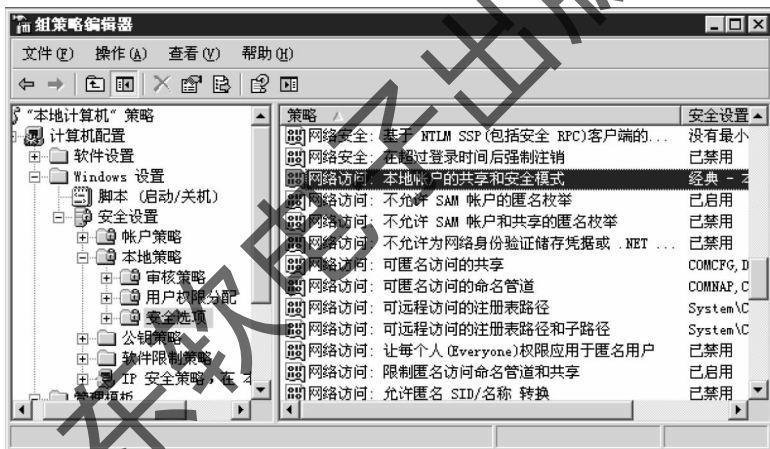 组策略编辑器
文件(F) 操作(A) 查看(V) 帮助(H)
“本地计算机”策略
计算机配置
软件设置
Windows 设置
脚本 (启动/关机)
安全设置
帐户策略
本地策略
审核策略
用户权限分配
安全选项
公钥策略
软件限制策略
IP 安全策略,在
管理模板
策略 安全设置
网络安全: 基于 NTLM SSP(包括安全 RPC)客户端的... 没有最小
网络安全: 在超过登录时间后强制注销 已禁用
网络访问: 本地帐户的共享和安全模式 经典 -
网络访问: 不允许 SAM 帐户的匿名枚举 已启用
网络访问: 不允许 SAM 帐户和共享的匿名枚举 已禁用
网络访问: 不允许为网络身份验证储存凭据或 .NET ... 已禁用
网络访问: 可匿名访问的共享 COMCFG,D
网络访问: 可匿名访问的命名管道 COMNAP,C
网络访问: 可远程访问的注册表路径 System\C
网络访问: 可远程访问的注册表路径和子路径 System\C
网络访问: 让每个人(Everyone)权限应用于匿名用户 已禁用
网络访问: 限制匿名访问命名管道和共享 已启用
网络访问: 允许匿名 SID/名称 转换 已禁用
东软电子出版